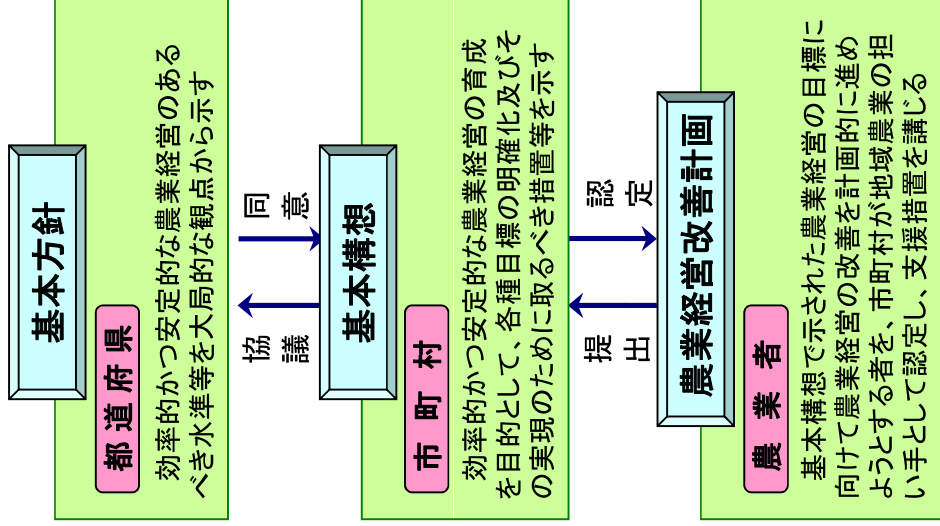 基本方針
都道府県
効率的かつ安定的な農業経営のある
べき水準等を大局的な観点から示す
協議
同意
基本構想
市町村
効率的かつ安定的な農業経営の育成
を目的として、各種目標の明確化及びそ
の実現のために取るべき措置等を示す
提出
認定
農業経営改善計画
農業者
基本構想で示された農業経営の目標に
向けて農業経営の改善を計画的に進め
ようとする者を、市町村が地域農業の担
い手として認定し、支援措置を講じる